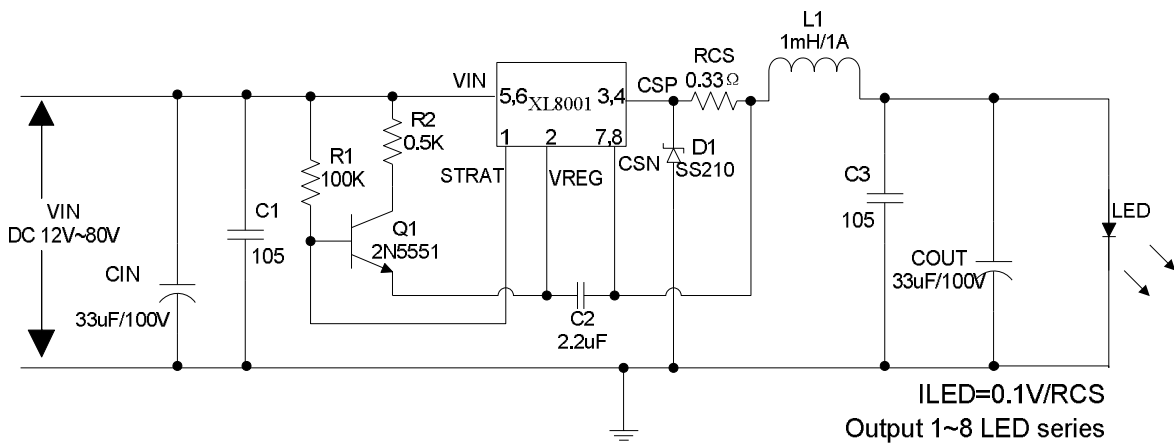 L1
1mH/1A
RCS
0.33Ω
VIN
5,6
XL8001
3,4
CSP
R2
0.5K
1
2
7,8
D1
SS210
R1
100K
STRAT
VREG
CSN
C3
105
VIN
DC 12V~80V
C1
105
Q1
2N5551
LED
CIN
33uF/100V
COUT
33uF/100V
C2
2.2uF
ILED=0.1V/RCS
Output 1~8 LED series